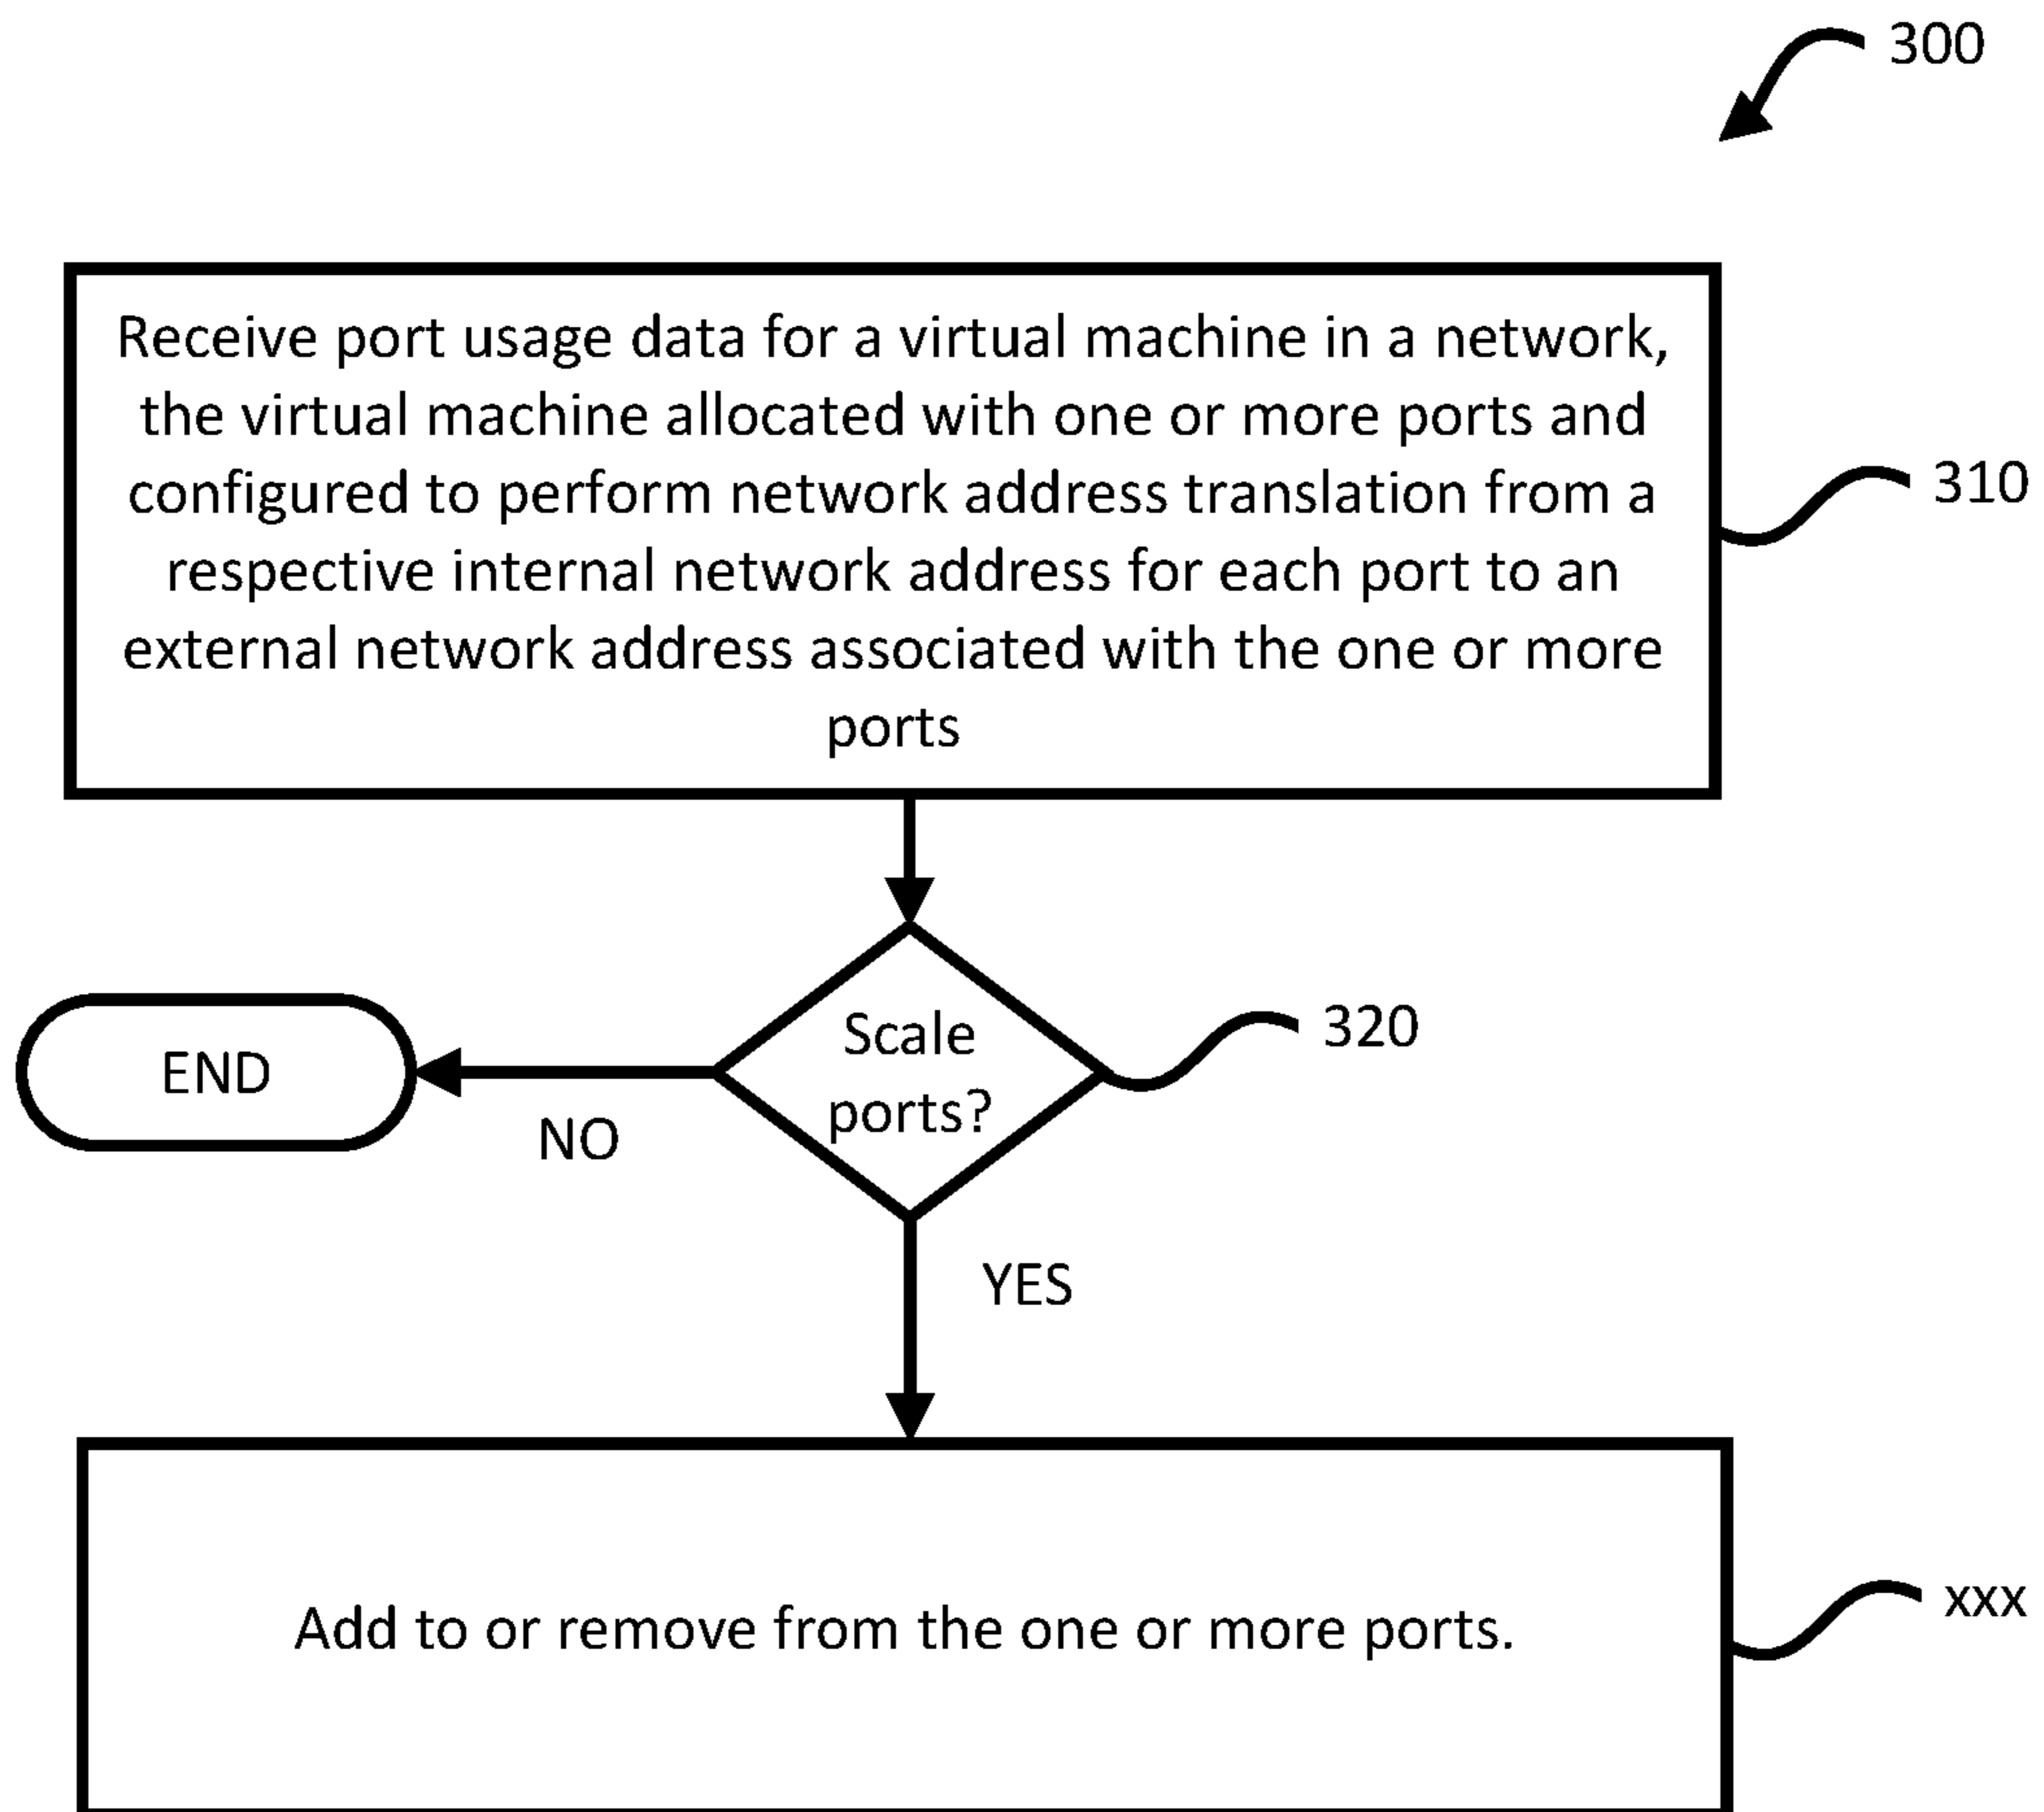 300
Receive port usage data for a virtual machine in a network,
the virtual machine allocated with one or more ports and
configured to perform network address translation from a
respective internal network address for each port to an
external network address associated with the one or more
ports
310
Scale
ports?
320
END
NO
YES
Add to or remove from the one or more ports.
xxx